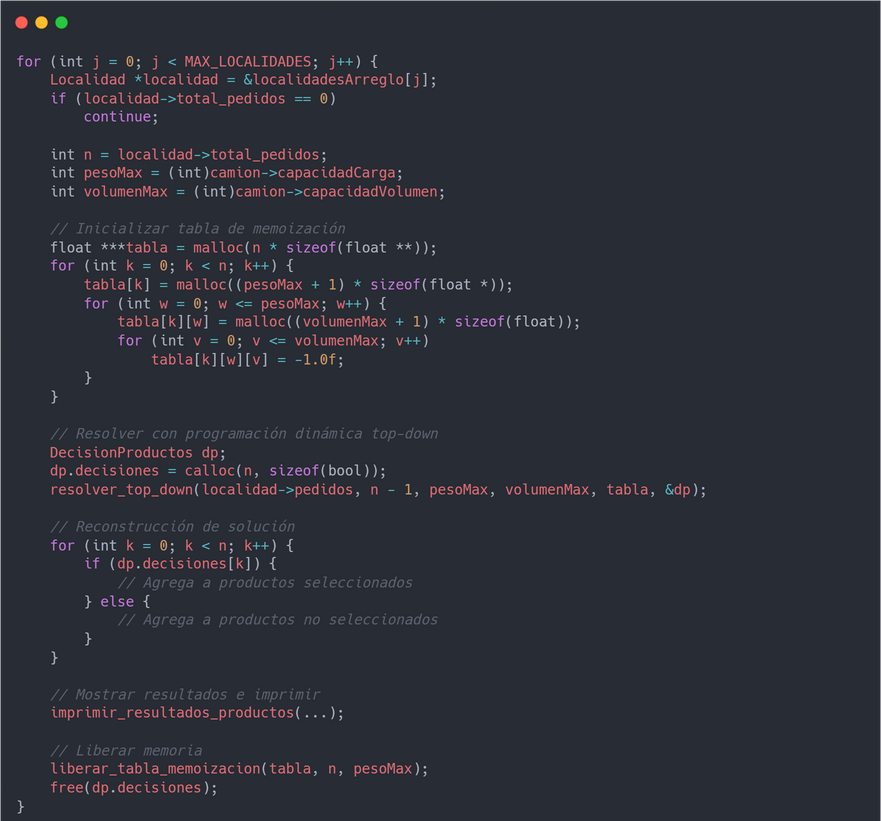 for (int j = 0; j < MAX_LOCALIDADES; j++) {
    Localidad *localidad = &localidadesArreglo[j];
    if (localidad->total_pedidos == 0)
        continue;

    int n = localidad->total_pedidos;
    int pesoMax = (int)camion->capacidadCarga;
    int volumenMax = (int)camion->capacidadVolumen;

    // Inicializar tabla de memoización
    float ***tabla = malloc(n * sizeof(float **));
    for (int k = 0; k < n; k++) {
        tabla[k] = malloc((pesoMax + 1) * sizeof(float *));
        for (int w = 0; w <= pesoMax; w++) {
            tabla[k][w] = malloc((volumenMax + 1) * sizeof(float));
            for (int v = 0; v <= volumenMax; v++)
                tabla[k][w][v] = -1.0f;
        }
    }

    // Resolver con programación dinámica top-down
    DecisionProductos dp;
    dp.decisiones = calloc(n, sizeof(bool));
    resolver_top_down(localidad->pedidos, n - 1, pesoMax, volumenMax, tabla, &dp);

    // Reconstrucción de solución
    for (int k = 0; k < n; k++) {
        if (dp.decisiones[k]) {
            // Agrega a productos seleccionados
        } else {
            // Agrega a productos no seleccionados
        }
    }

    // Mostrar resultados e imprimir
    imprimir_resultados_productos(...);

    // Liberar memoria
    liberar_tabla_memoizacion(tabla, n, pesoMax);
    free(dp.decisiones);
}